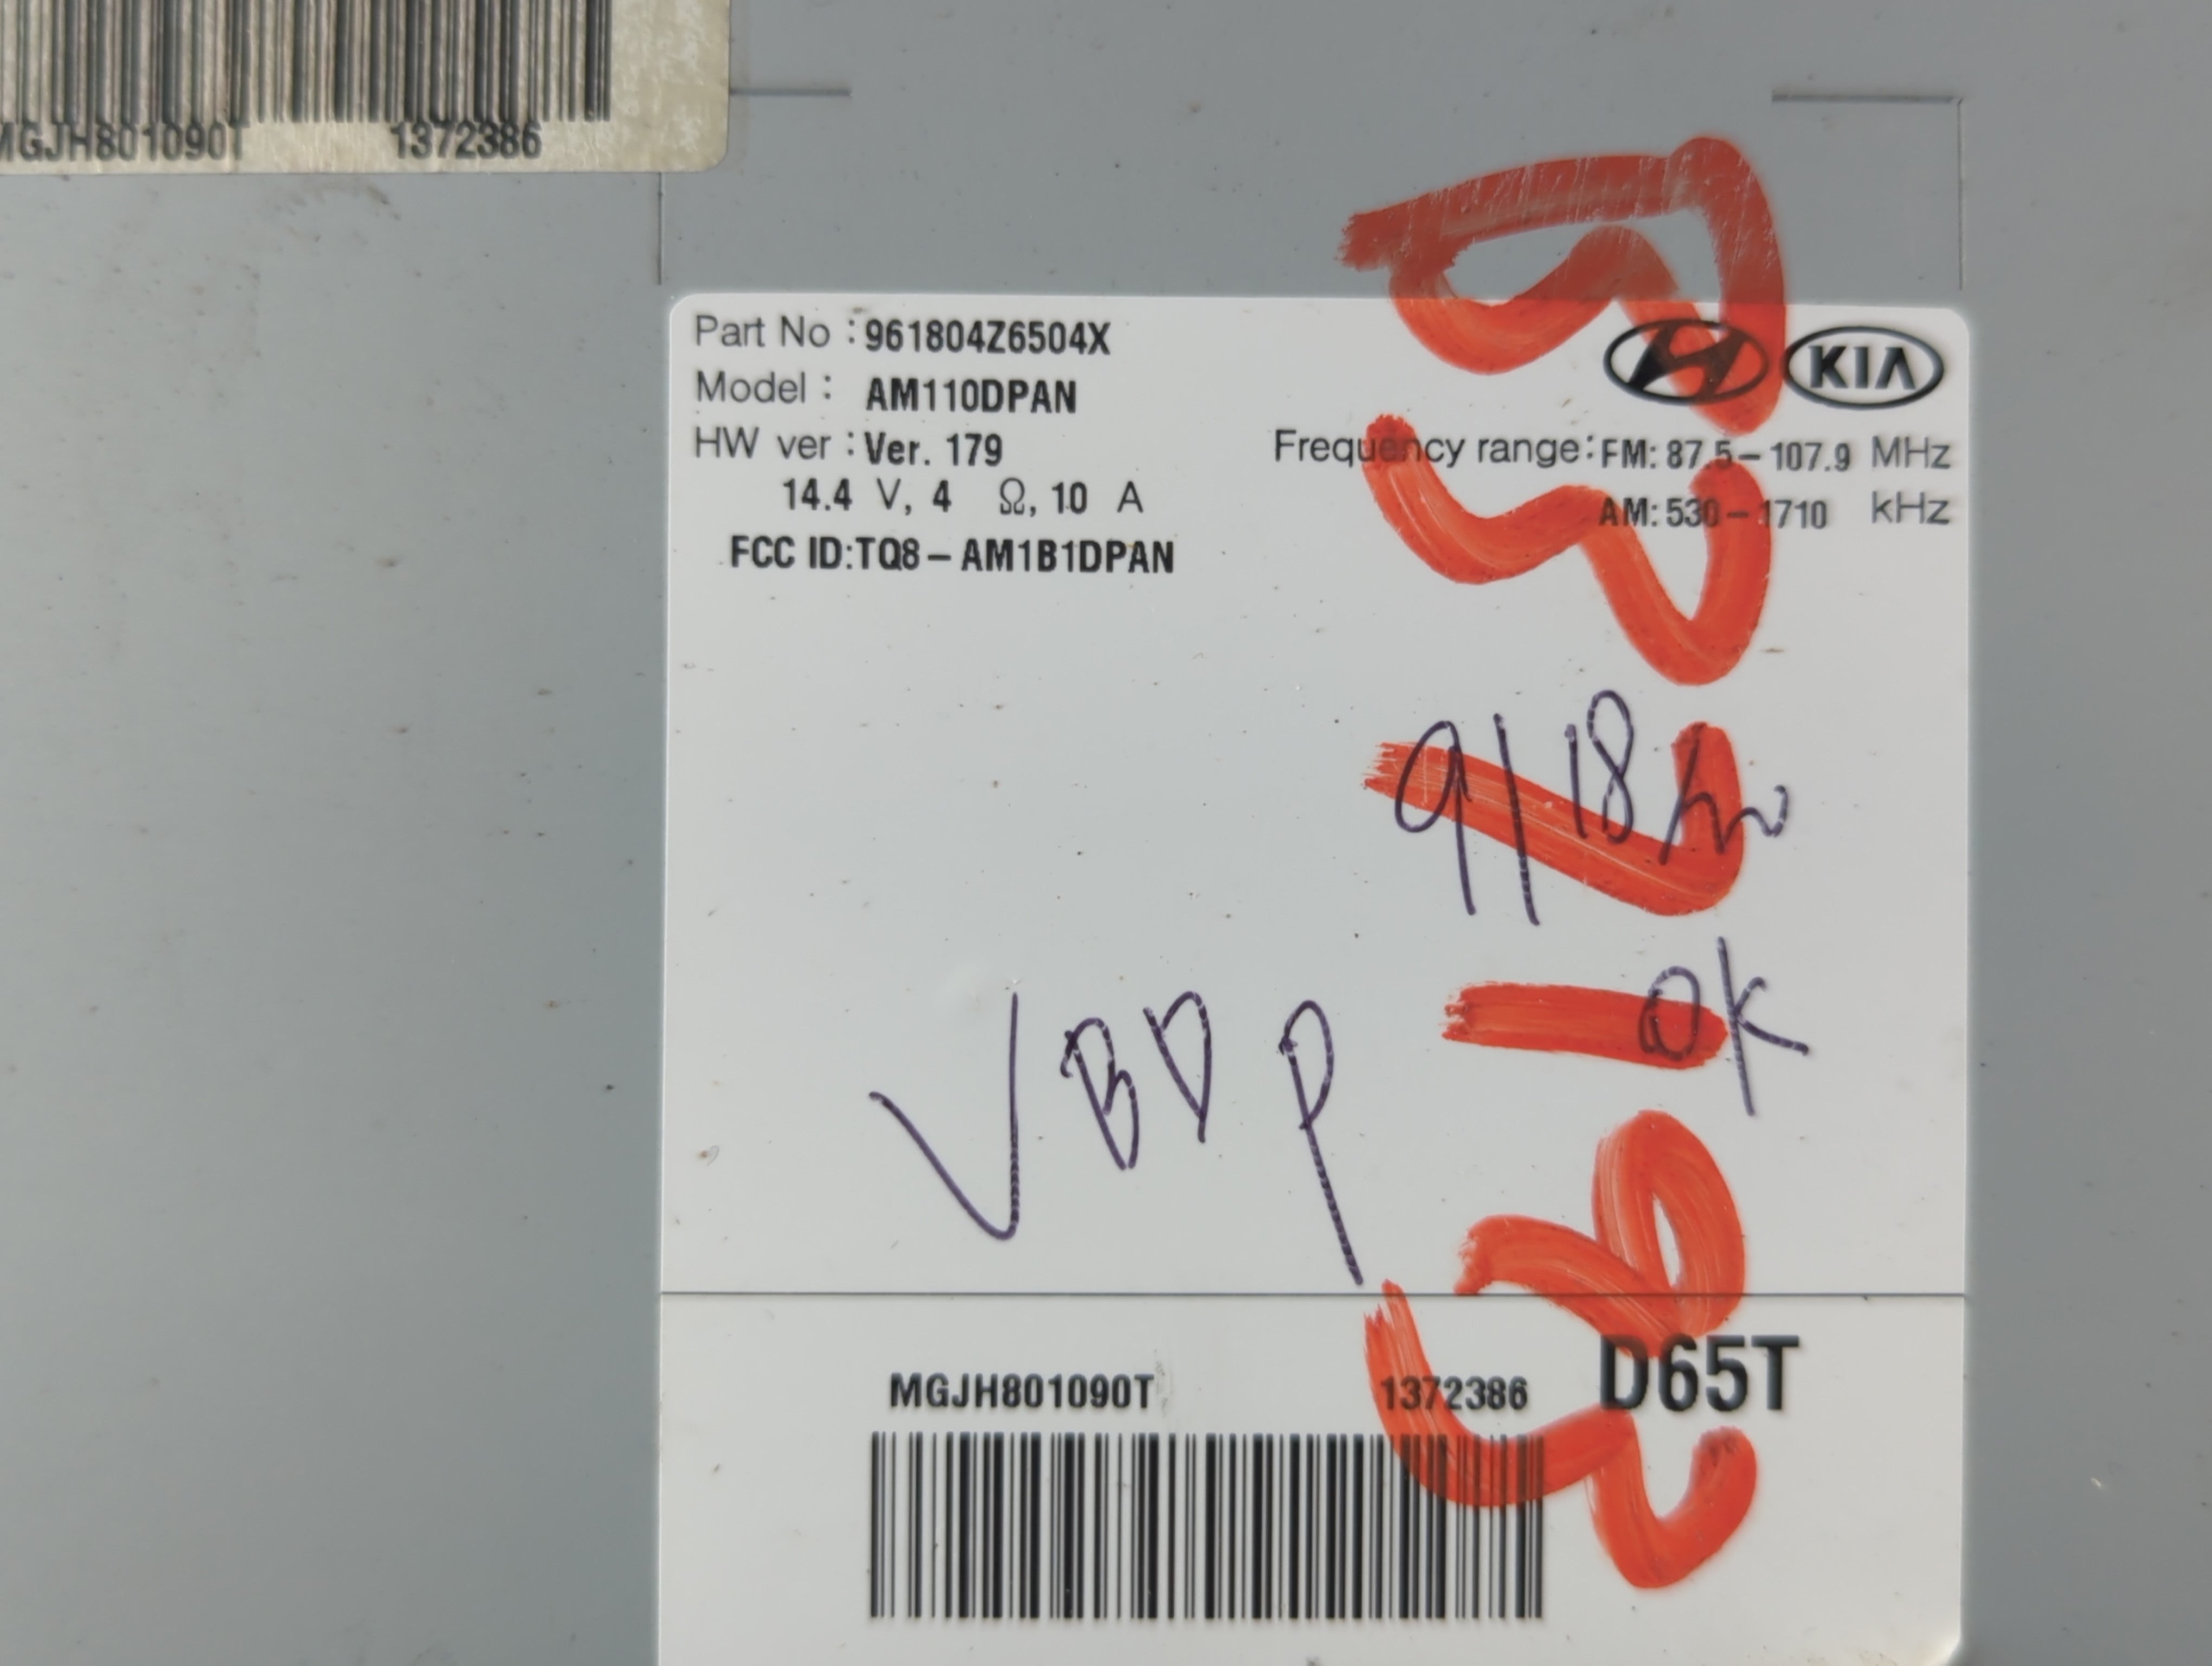 MGJH801090T 1372386
Part No : 961804Z6504X
Model : AM110DPAN
HW ver : Ver. 179
14.4 V, 4 Ω, 10 A
FCC ID:TQ8-AM1B1DPAN
KIA
Frequency range: FM: 87.5-107.9 MHz
AM: 530-1710 kHz
9/18
OK
VBDP
MGJH801090T 1372386 D65T